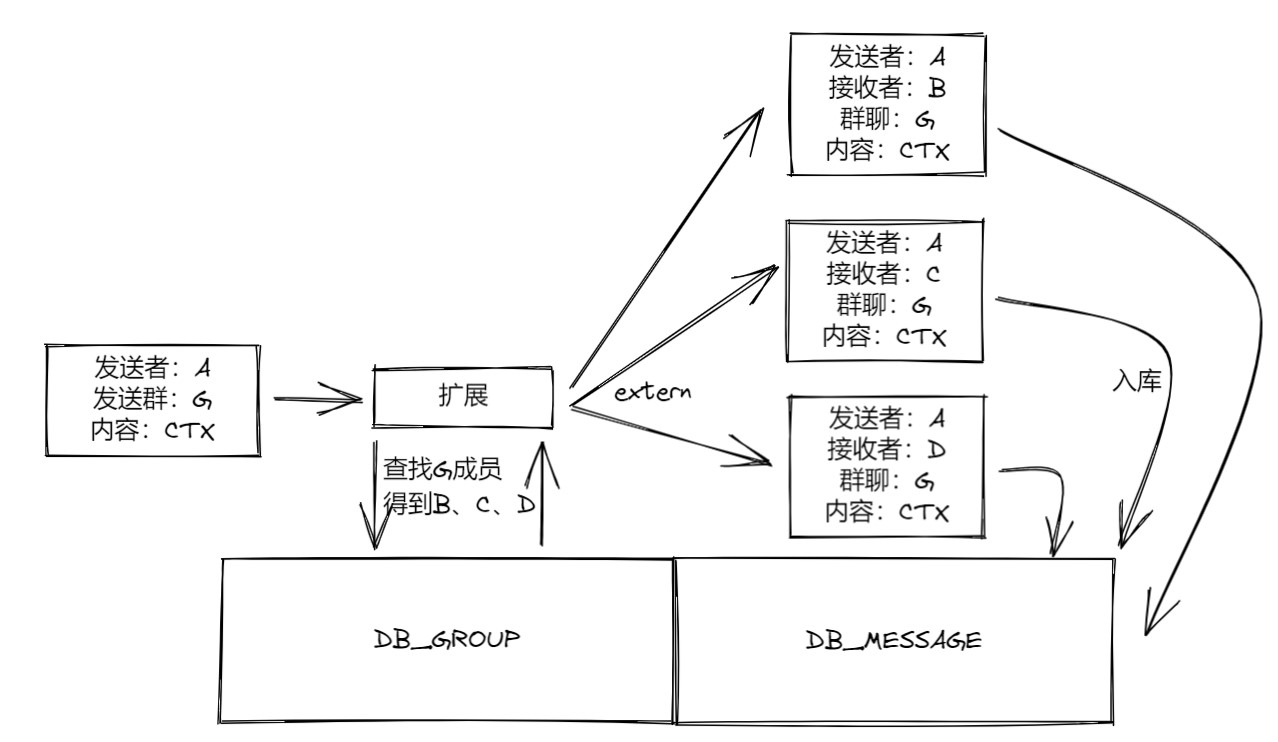 发送者：A
接收者：B
群聊：G
内容：CTX
发送者：A
接收者：C
群聊：G
内容：CTX
发送者：A
发送群：G
内容：CTX
扩展
extern
入库
发送者：A
接收者：D
群聊：G
内容：CTX
查找G成员
得到B、C、D
DB_GROUP
DB_MESSAGE